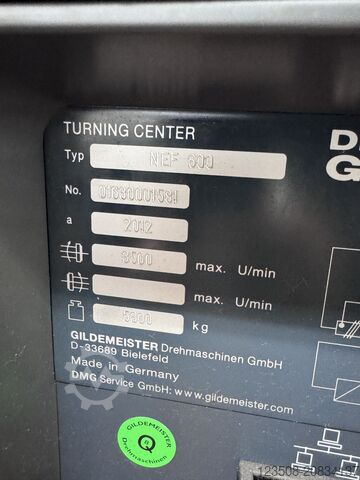 TURNING CENTER
Typ NEF 600
No.
a 2012
max. U/min
max. U/min
kg
GILDEMEISTER Drehmaschinen GmbH
D-33689 Bielefeld
Made in Germany
DMG Service GmbH: www.gildemeister.com
GILDEMEISTER
Q
Drehmaschinen